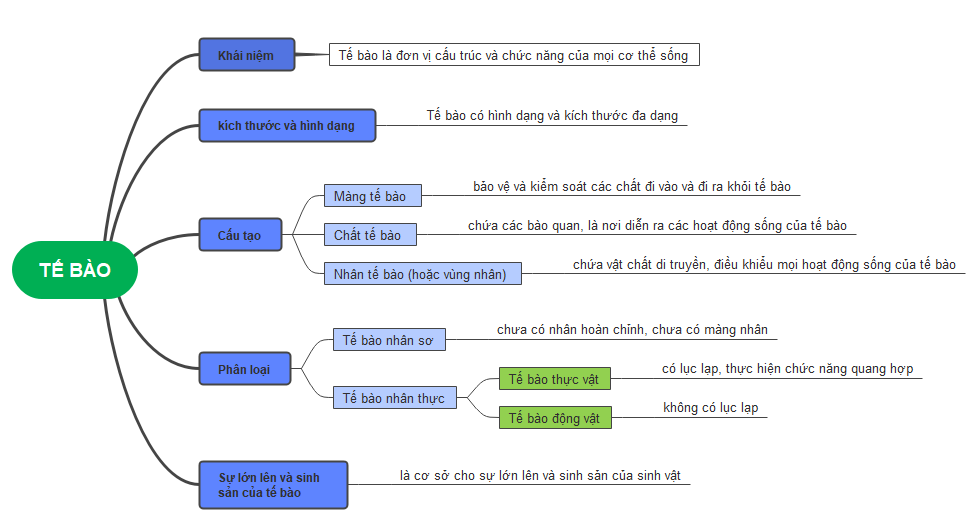 TẾ BÀO
Khái niệm
Tế bào là đơn vị cấu trúc và chức năng của mọi cơ thể sống
kích thước và hình dạng
Tế bào có hình dạng và kích thước đa dạng
Cấu tạo
Màng tế bào
bảo vệ và kiểm soát các chất đi vào và đi ra khỏi tế bào
Chất tế bào
chứa các bào quan, là nơi diễn ra các hoạt động sống của tế bào
Nhân tế bào (hoặc vùng nhân)
chứa vật chất di truyền, điều khiểu mọi hoạt động sống của tế bào
Phân loại
Tế bào nhân sơ
chưa có nhân hoàn chỉnh, chưa có màng nhân
Tế bào nhân thực
Tế bào thực vật
có lục lạp, thực hiện chức năng quang hợp
Tế bào động vật
không có lục lạp
Sự lớn lên và sinh
sản của tế bào
là cơ sở cho sự lớn lên và sinh sản của sinh vật